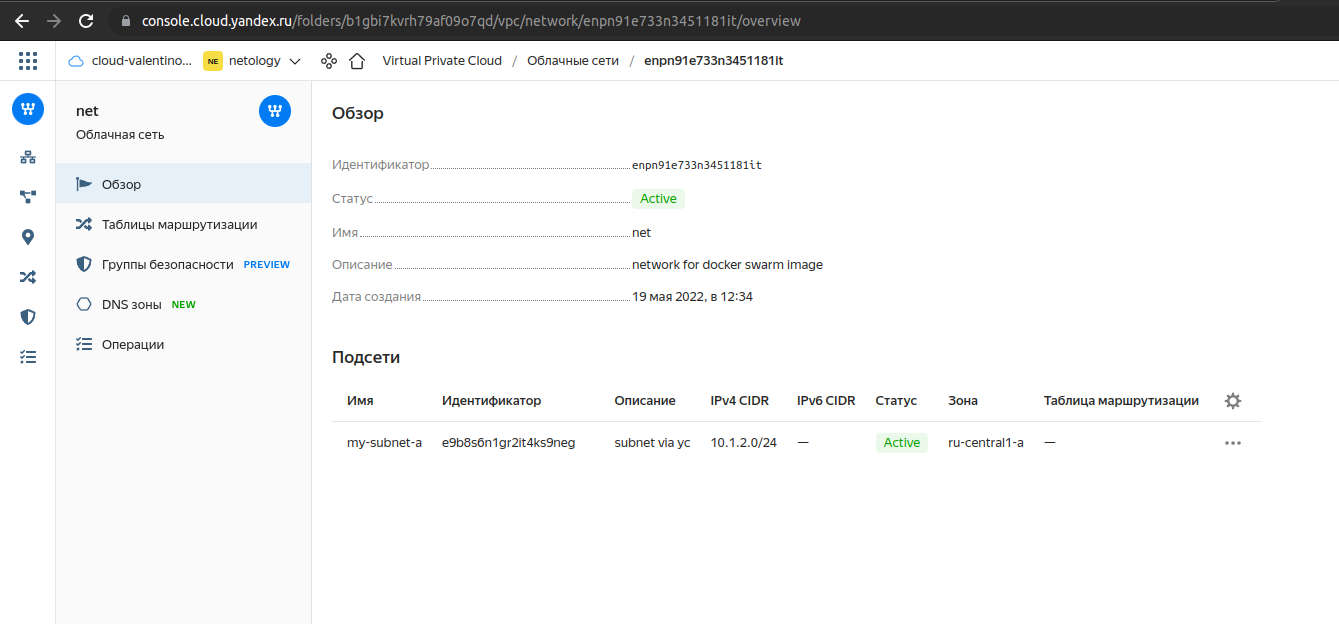 console.cloud.yandex.ru/folders/b1gbi7kvrh79af09o7qd/vpc/network/enpn91e733n3451181it/overview
cloud-valentino... NE netology Virtual Private Cloud / Облачные сети / enpn91e733n3451181it
net
Облачная сеть
Обзор
Таблицы маршрутизации
Группы безопасности PREVIEW
DNS зоны NEW
Операции
Обзор
Идентификатор enpn91e733n3451181it
Статус Active
Имя net
Описание network for docker swarm image
Дата создания 19 мая 2022, в 12:34
Подсети
Имя Идентификатор Описание IPv4 CIDR IPv6 CIDR Статус Зона Таблица маршрутизации
my-subnet-a e9b8s6n1gr2it4ks9neg subnet via yc 10.1.2.0/24 — Active ru-central1-a —